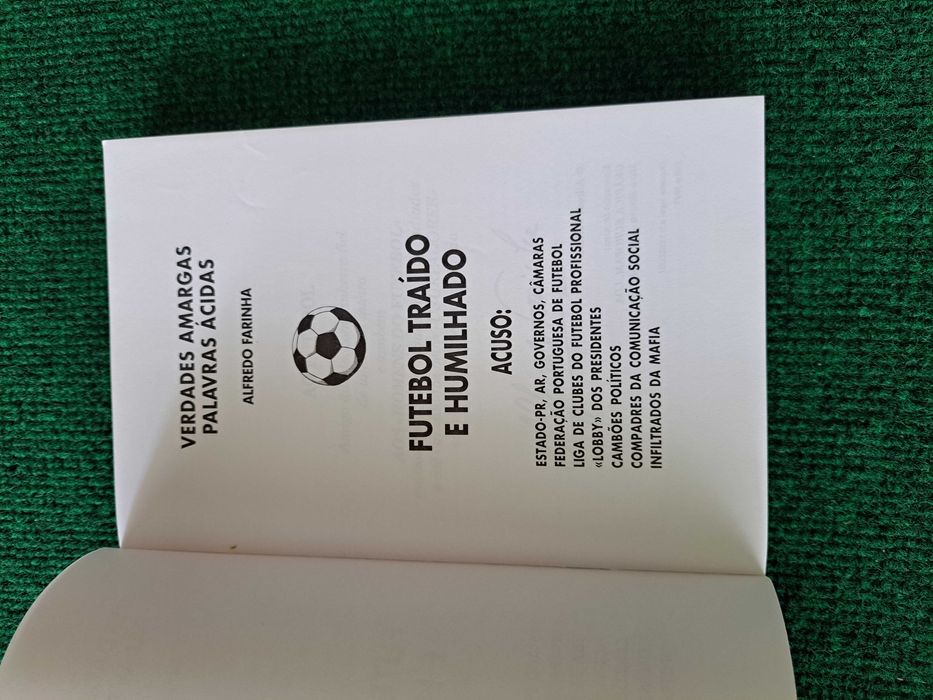 VERDADES AMARGAS
PALAVRAS ÁCIDAS
ALFREDO FARINHA
FUTEBOL TRAÍDO
E HUMILHADO
ACUSO:
ESTADO-PR, AR, GOVERNOS, CÂMARAS
FEDERAÇÃO PORTUGUESA DE FUTEBOL
LIGA DE CLUBES DO FUTEBOL PROFISSIONAL
«LOBBY» DOS PRESIDENTES
CAMBÕES POLÍTICOS
COMPADRES DA COMUNICAÇÃO SOCIAL
INFILTRADOS DA MAFIA